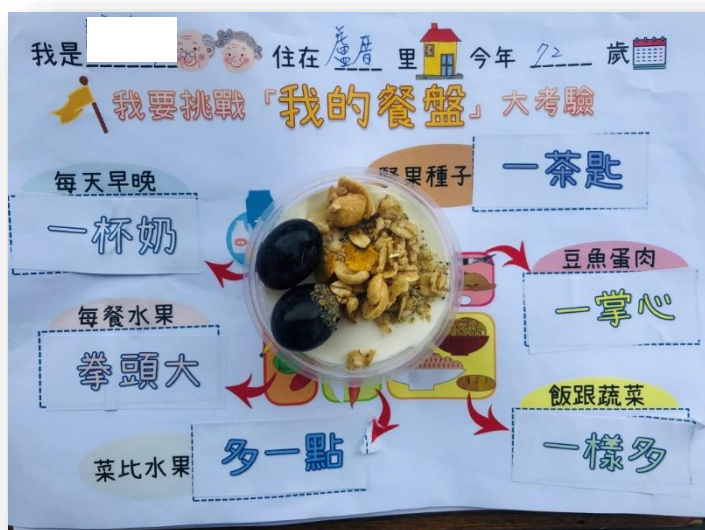 我是 住在 蘆厝 里 今年 72 歲
我要挑戰「我的餐盤」大考驗
每天早晚
一杯奶
堅果種子
一茶匙
豆魚蛋肉
一掌心
每餐水果
拳頭大
飯跟蔬菜
一樣多
菜比水果
多一點